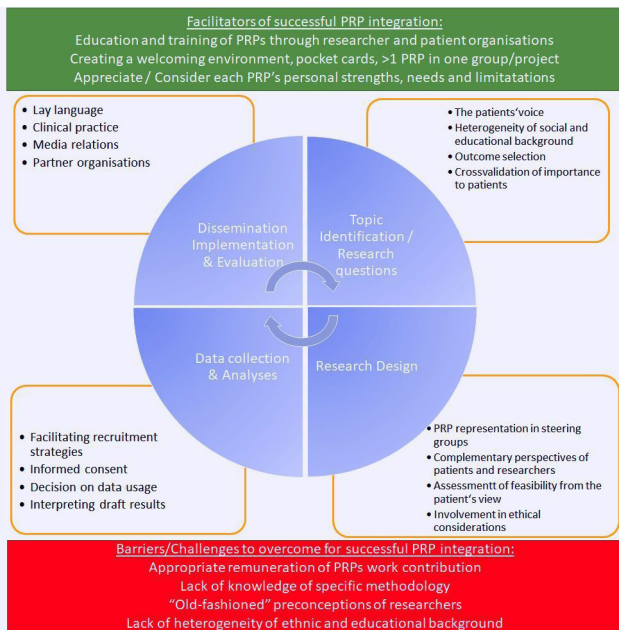 Facilitators of successful PRP integration:
Education and training of PRPs through researcher and patient organisations
Creating a welcoming environment, pocket cards, >1 PRP in one group/project
Appreciate / Consider each PRP's personal strengths, needs and limitatations
• Lay language
• Clinical practice
• Media relations
• Partner organisations
• The patients‘voice
• Heterogeneity of social and
educational background
• Outcome selection
• Crossvalidation of importance
to patients
Dissemination
Implementation
& Evaluation
Topic
Identification /
Research
questions
Data collection
& Analyses
Research Design
• Facilitating recruitment
strategies
• Informed consent
• Decision on data usage
• Interpreting draft results
• PRP representation in steering
groups
• Complementary perspectives of
patients and researchers
• Assessmentt of feasibility from the
patient‘s view
• Involvement in ethical
considerations
Barriers/Challenges to overcome for successful PRP integration:
Appropriate remuneration of PRPs work contribution
Lack of knowledge of specific methodology
“Old-fashioned” preconceptions of researchers
Lack of heterogeneity of ethnic and educational background